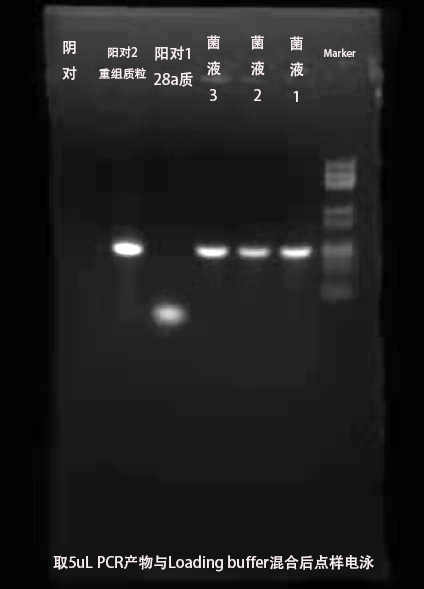 阴对
阳对2
重组质粒
阳对1
28a质
菌液3
菌液2
菌液1
Marker
取5uL PCR产物与Loading buffer混合后点样电泳